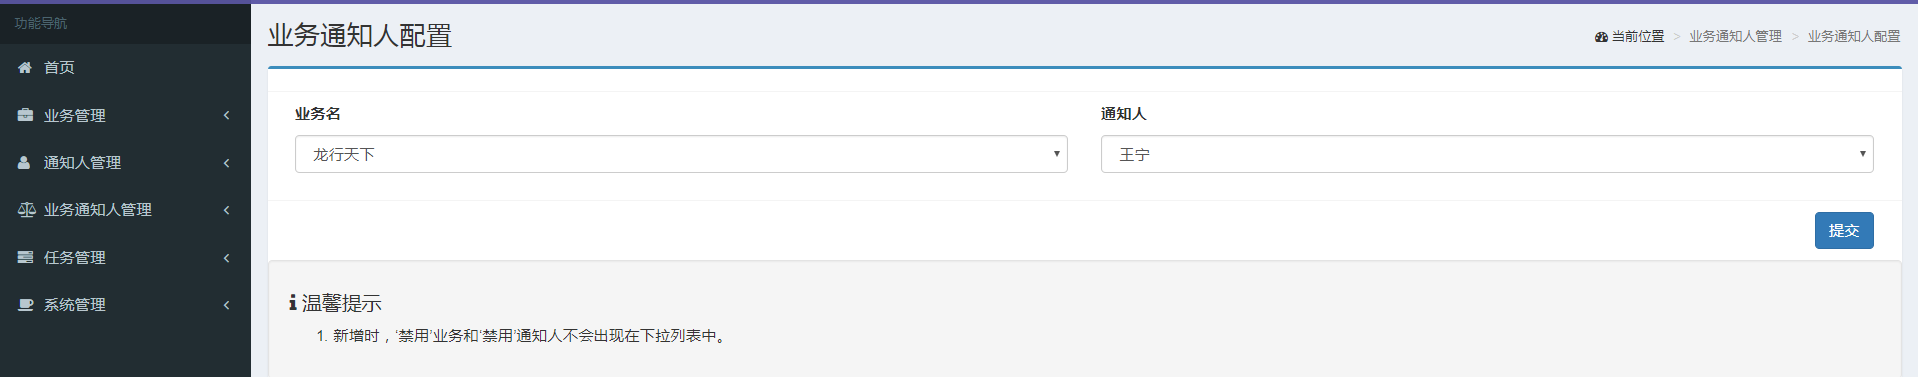 功能导航
首页
业务管理
通知人管理
业务通知人管理
任务管理
系统管理
业务通知人配置
当前位置 > 业务通知人管理 > 业务通知人配置
业务名
通知人
龙行天下
王宁
提交
温馨提示
1. 新增时，‘禁用’业务和‘禁用’通知人不会出现在下拉列表中。